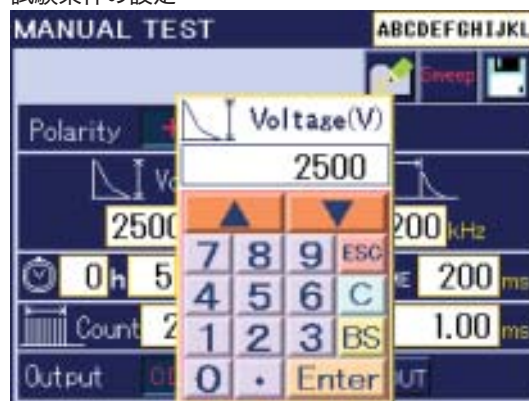 試験条件の設定
MANUAL TEST ABCDEFGHIJKL
Sweep
Polarity +
Voltage(V)
2500
▲ ▼
7 8 9 ESC
4 5 6 C
1 2 3 BS
0 . Enter
2500 200 kHz
0 h 5 200 ms
Count 2 1.00 ms
Output